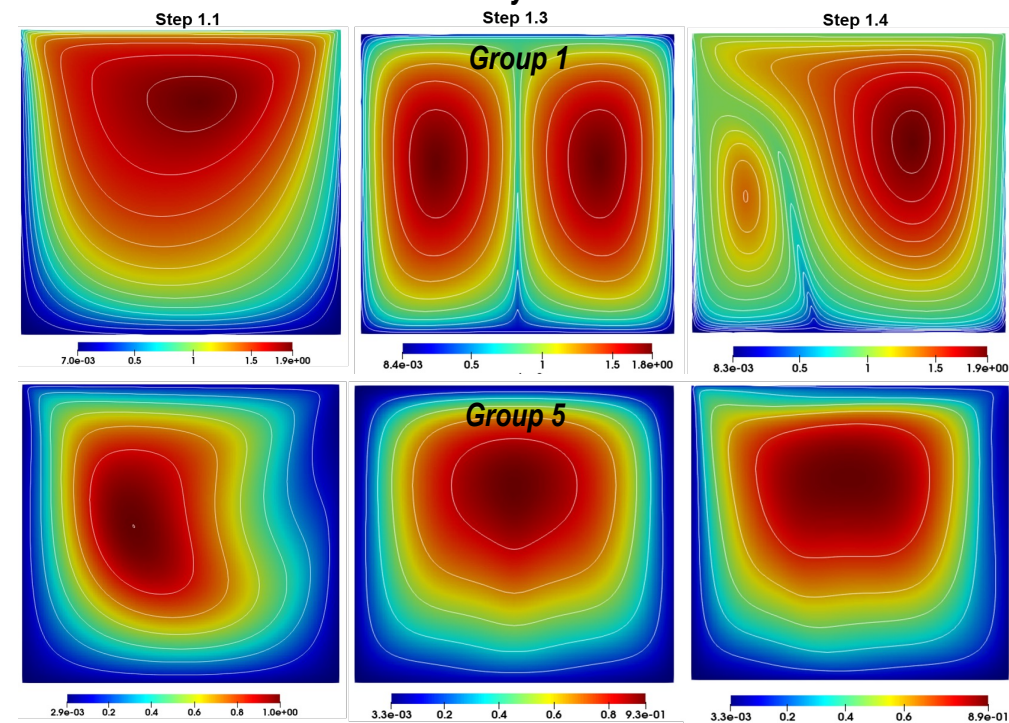 Step 1.1
Step 1.3
Step 1.4
Group 1
7.0e-03 0.5 1 1.5 1.9e+00
8.4e-03 0.5 1 1.5 1.8e+00
8.3e-03 0.5 1 1.5 1.9e+00
Group 5
2.9e-03 0.2 0.4 0.6 0.8 1.0e+00
3.3e-03 0.2 0.4 0.6 0.8 9.3e-01
3.3e-03 0.2 0.4 0.6 8.9e-01